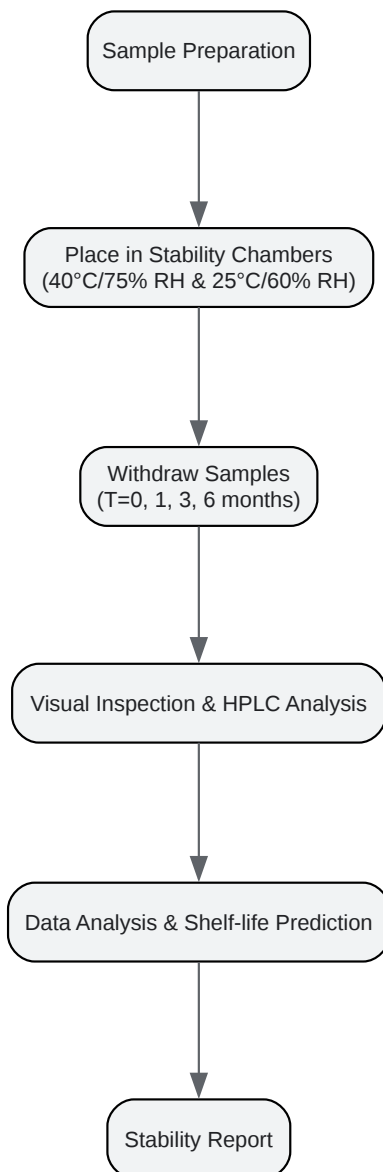 Sample Preparation
Place in Stability Chambers
(40°C/75% RH & 25°C/60% RH)
Withdraw Samples
(T=0, 1, 3, 6 months)
Visual Inspection & HPLC Analysis
Data Analysis & Shelf-life Prediction
Stability Report